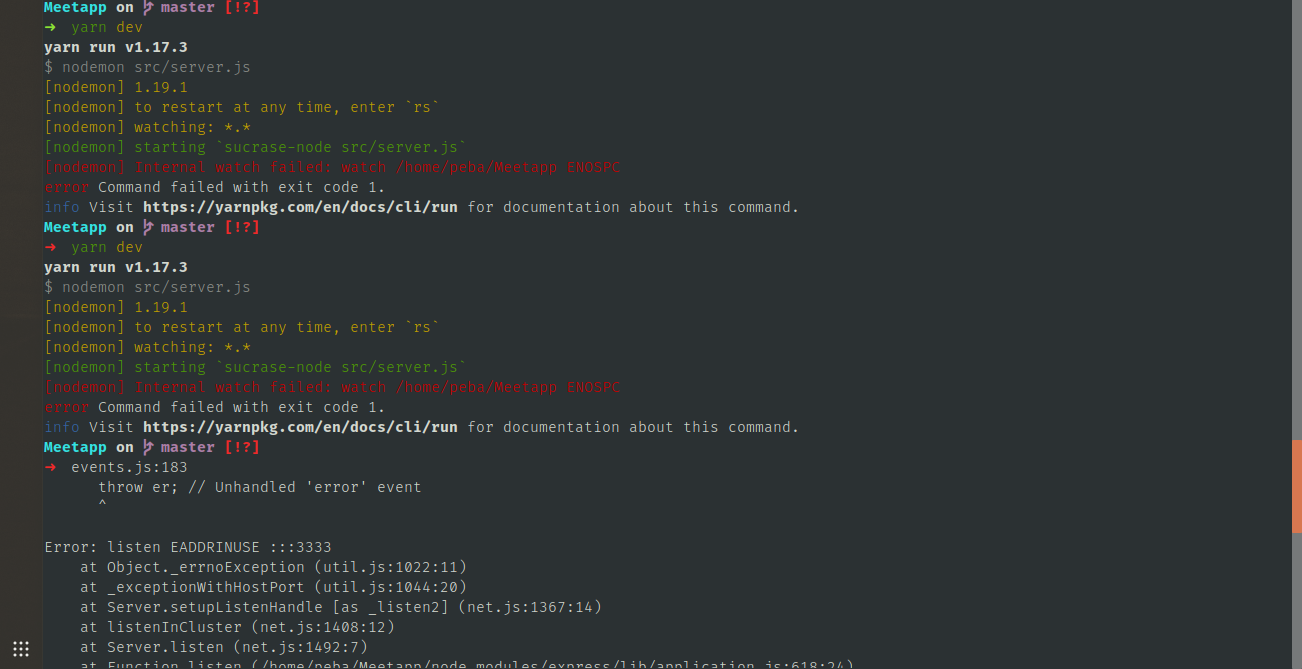 Meetapp on master [!?]
➜ yarn dev
yarn run v1.17.3
$ nodemon src/server.js
[nodemon] 1.19.1
[nodemon] to restart at any time, enter `rs`
[nodemon] watching: *.*
[nodemon] starting `sucrase-node src/server.js`
[nodemon] Internal watch failed: watch /home/peba/Meetapp ENOSPC
error Command failed with exit code 1.
info Visit https://yarnpkg.com/en/docs/cli/run for documentation about this command.
Meetapp on master [!?]
➜ yarn dev
yarn run v1.17.3
$ nodemon src/server.js
[nodemon] 1.19.1
[nodemon] to restart at any time, enter `rs`
[nodemon] watching: *.*
[nodemon] starting `sucrase-node src/server.js`
[nodemon] Internal watch failed: watch /home/peba/Meetapp ENOSPC
error Command failed with exit code 1.
info Visit https://yarnpkg.com/en/docs/cli/run for documentation about this command.
Meetapp on master [!?]
➜ events.js:183
throw er; // Unhandled 'error' event
^
Error: listen EADDRINUSE :::3333
at Object._errnoException (util.js:1022:11)
at _exceptionWithHostPort (util.js:1044:20)
at Server.setupListenHandle [as _listen2] (net.js:1367:14)
at listenInCluster (net.js:1408:12)
at Server.listen (net.js:1492:7)
at Function.listen (/home/peba/Meetapp/node_modules/express/lib/application.js:618:24)